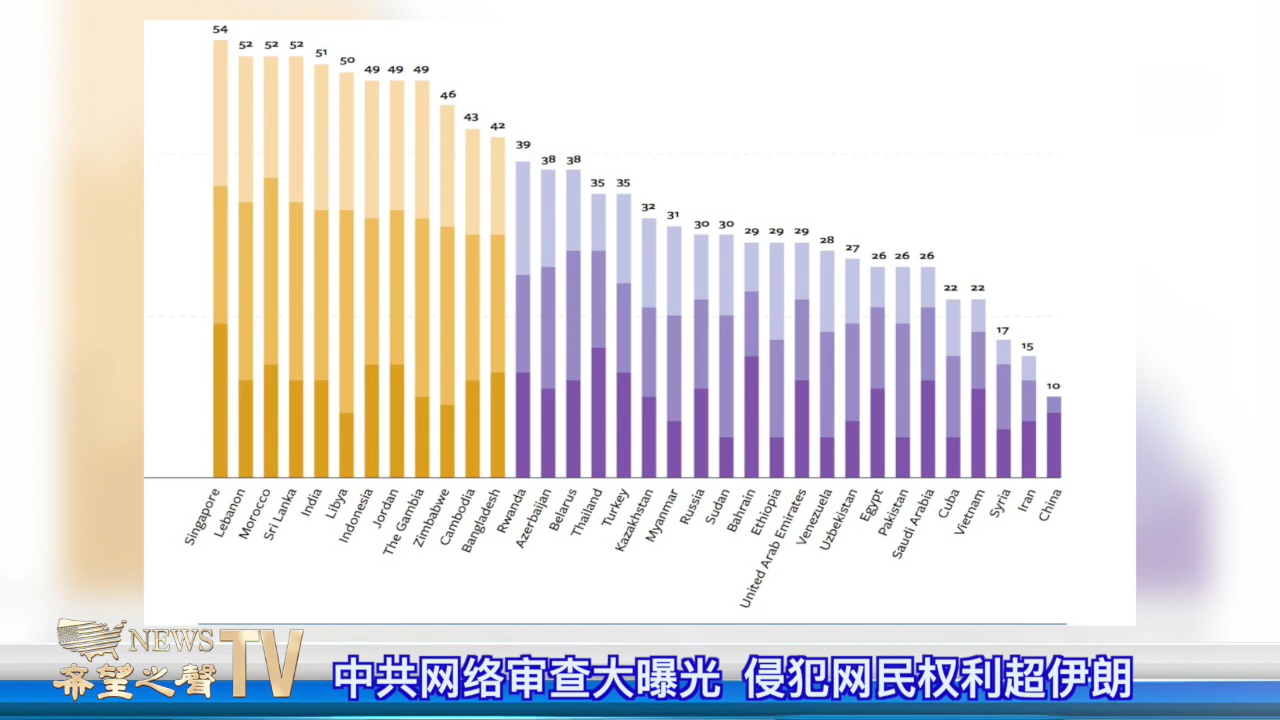 54
52
52
52
51
50
49
49
49
46
43
42
39
38
38
35
35
32
31
30
30
29
29
29
28
27
26
26
26
22
22
17
15
10
Singapore
Lebanon
Morocco
Sri Lanka
India
Libya
Indonesia
Jordan
The Gambia
Zimbabwe
Cambodia
Bangladesh
Rwanda
Azerbaijan
Belarus
Thailand
Turkey
Kazakhstan
Myanmar
Russia
Sudan
Bahrain
Ethiopia
United Arab Emirates
Venezuela
Uzbekistan
Egypt
Pakistan
Saudi Arabia
Cuba
Vietnam
Syria
Iran
China
NEWS TV
希望之聲
中共网络审查大曝光 侵犯网民权利超伊朗